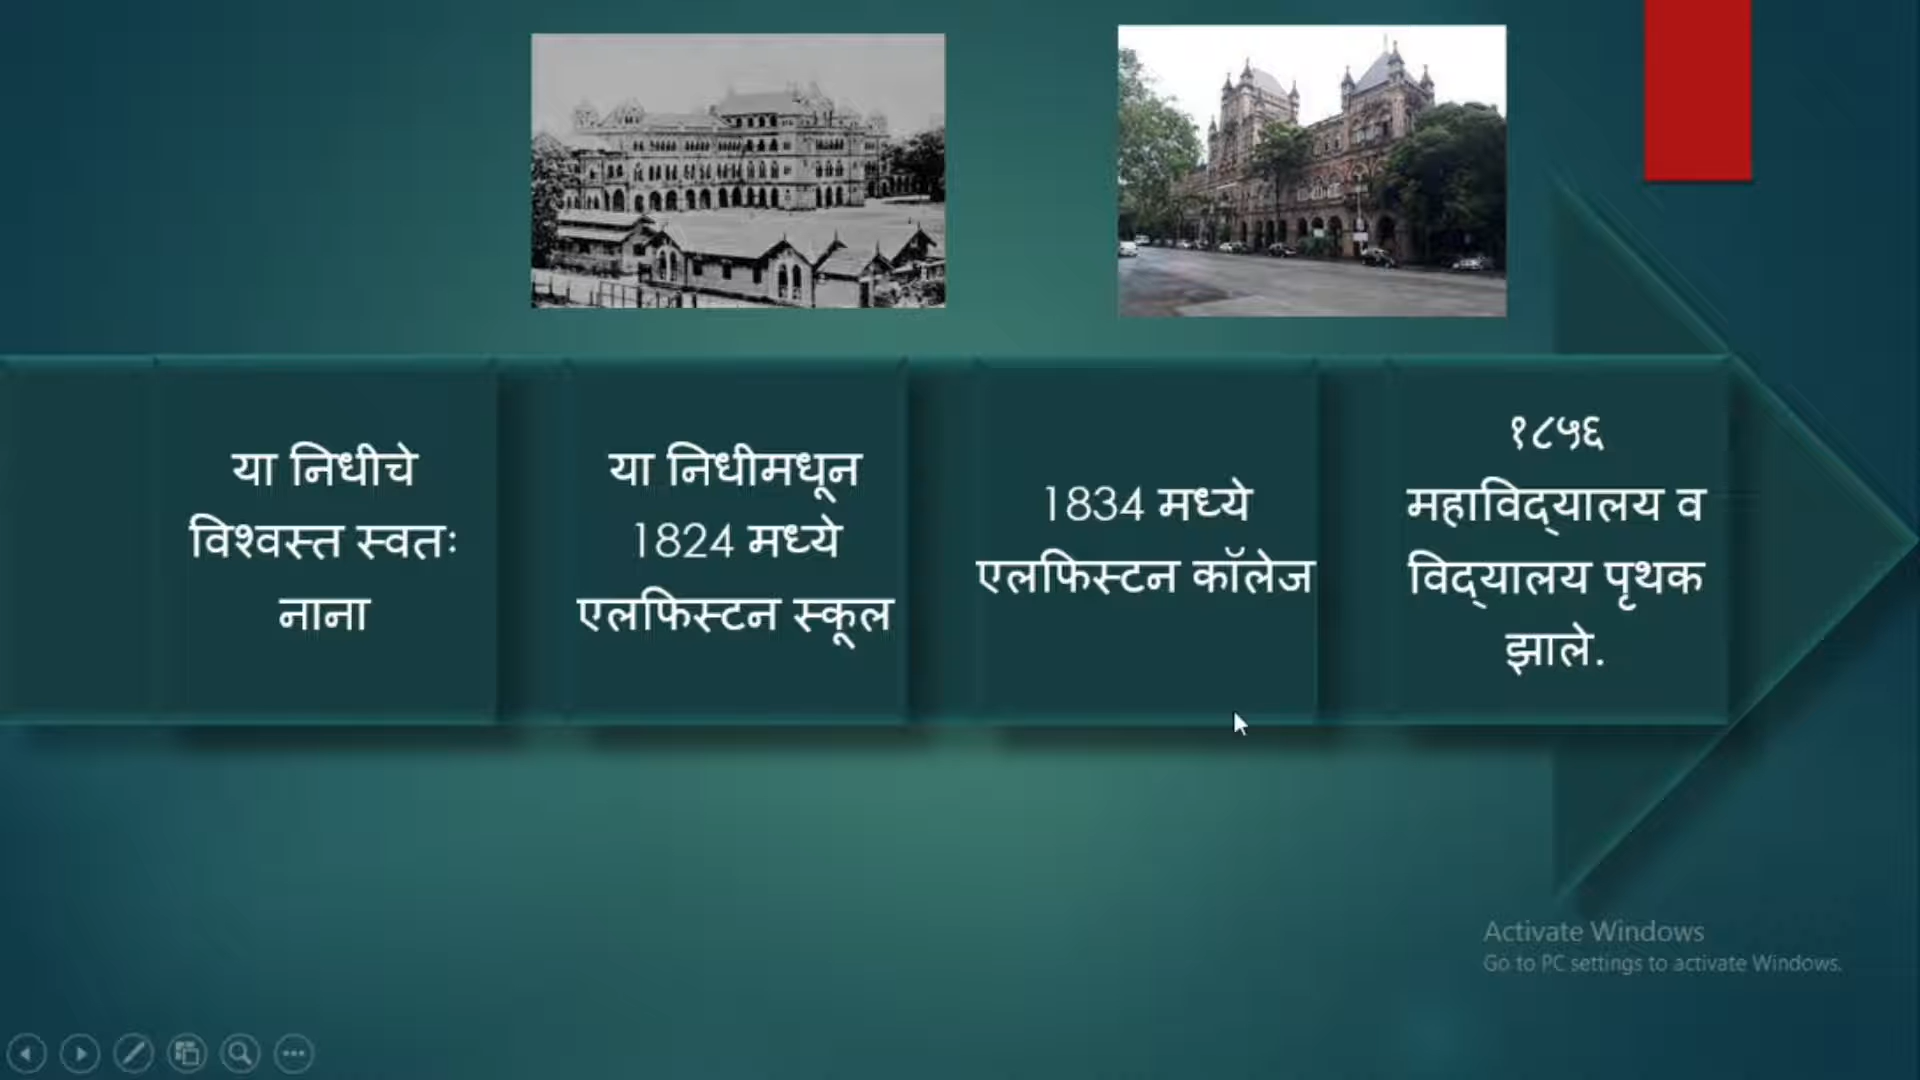 या निधीचे
विश्वस्त स्वतः
नाना
या निधीमधून
1824 मध्ये
एलफिस्टन स्कूल
1834 मध्ये
एलफिस्टन कॉलेज
१८५६
महाविद्‌यालय व
विद्‌यालय पृथक
झाले.
Activate Windows
Go to PC settings to activate Windows.